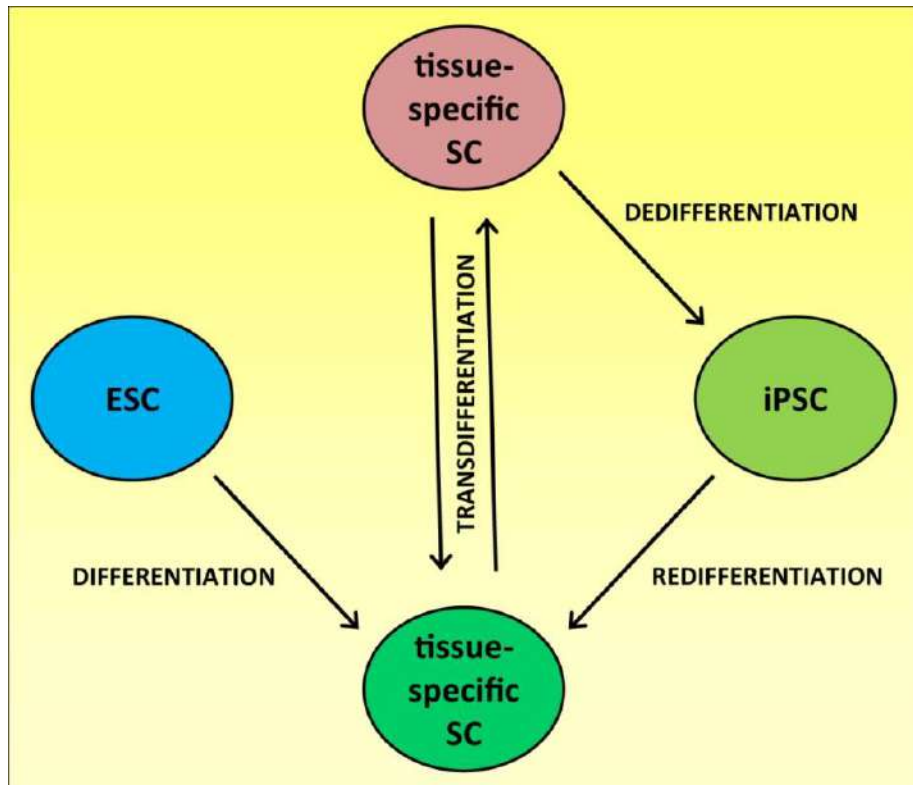 tissue-
specific
SC
DEDIFFERENTIATION
TRANSDIFFERENTIATION
ESC
iPSC
DIFFERENTIATION
REDIFFERENTIATION
tissue-
specific
SC